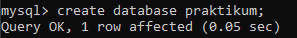 mysql> create database praktikum;
Query OK, 1 row affected (0.05 sec)